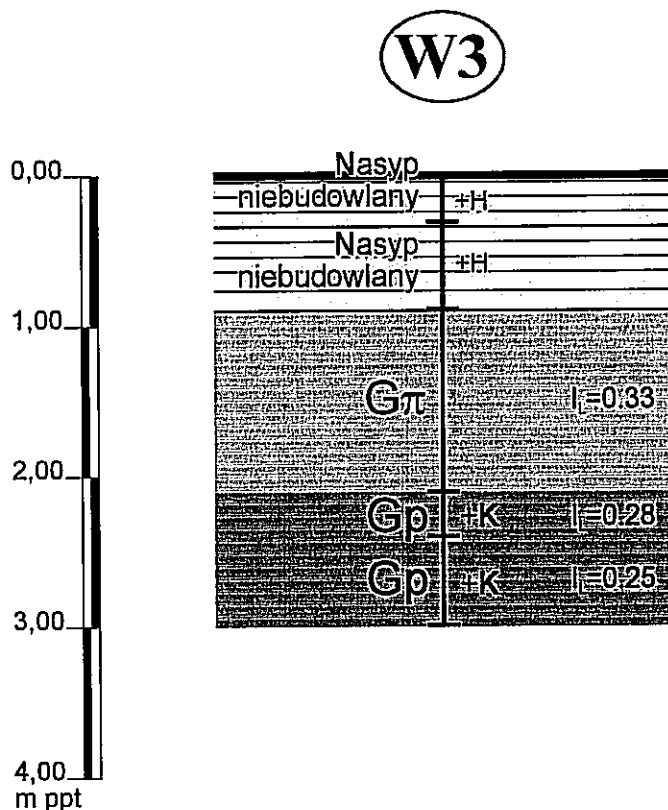 W3
0,00
Nasyp
niebudowlany +H
Nasyp
niebudowlany +H
1,00
Gπ I_L=0.33
2,00
Gp +K I_L=0.28
Gp +K I_L=0.25
3,00
4,00
m ppt